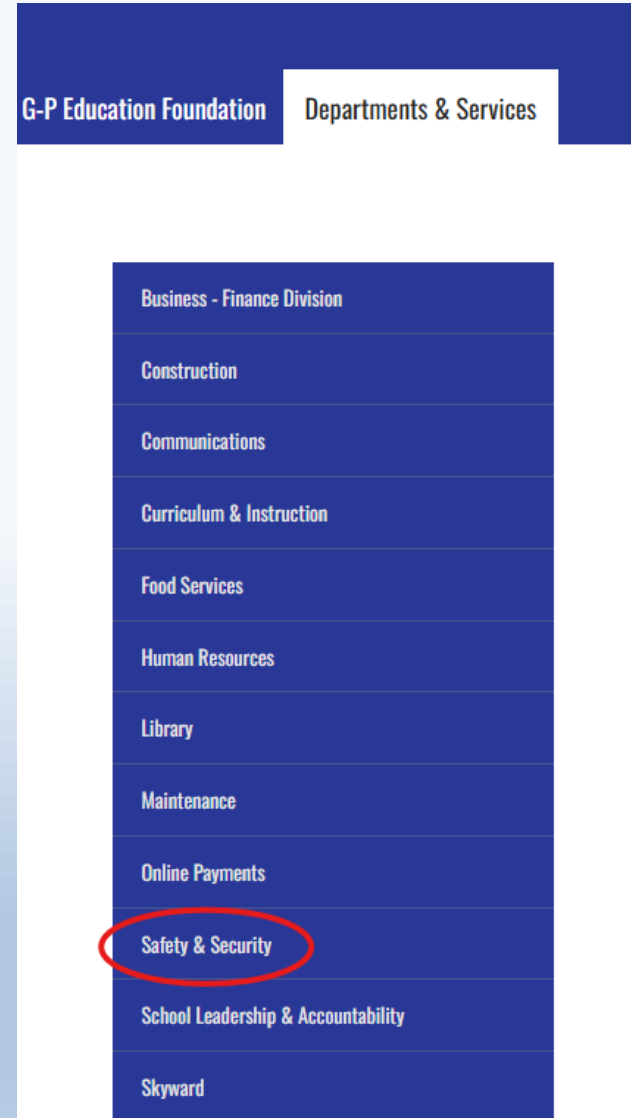 G-P Education Foundation Departments & Services
Business - Finance Division
Construction
Communications
Curriculum & Instruction
Food Services
Human Resources
Library
Maintenance
Online Payments
Safety & Security
School Leadership & Accountability
Skyward